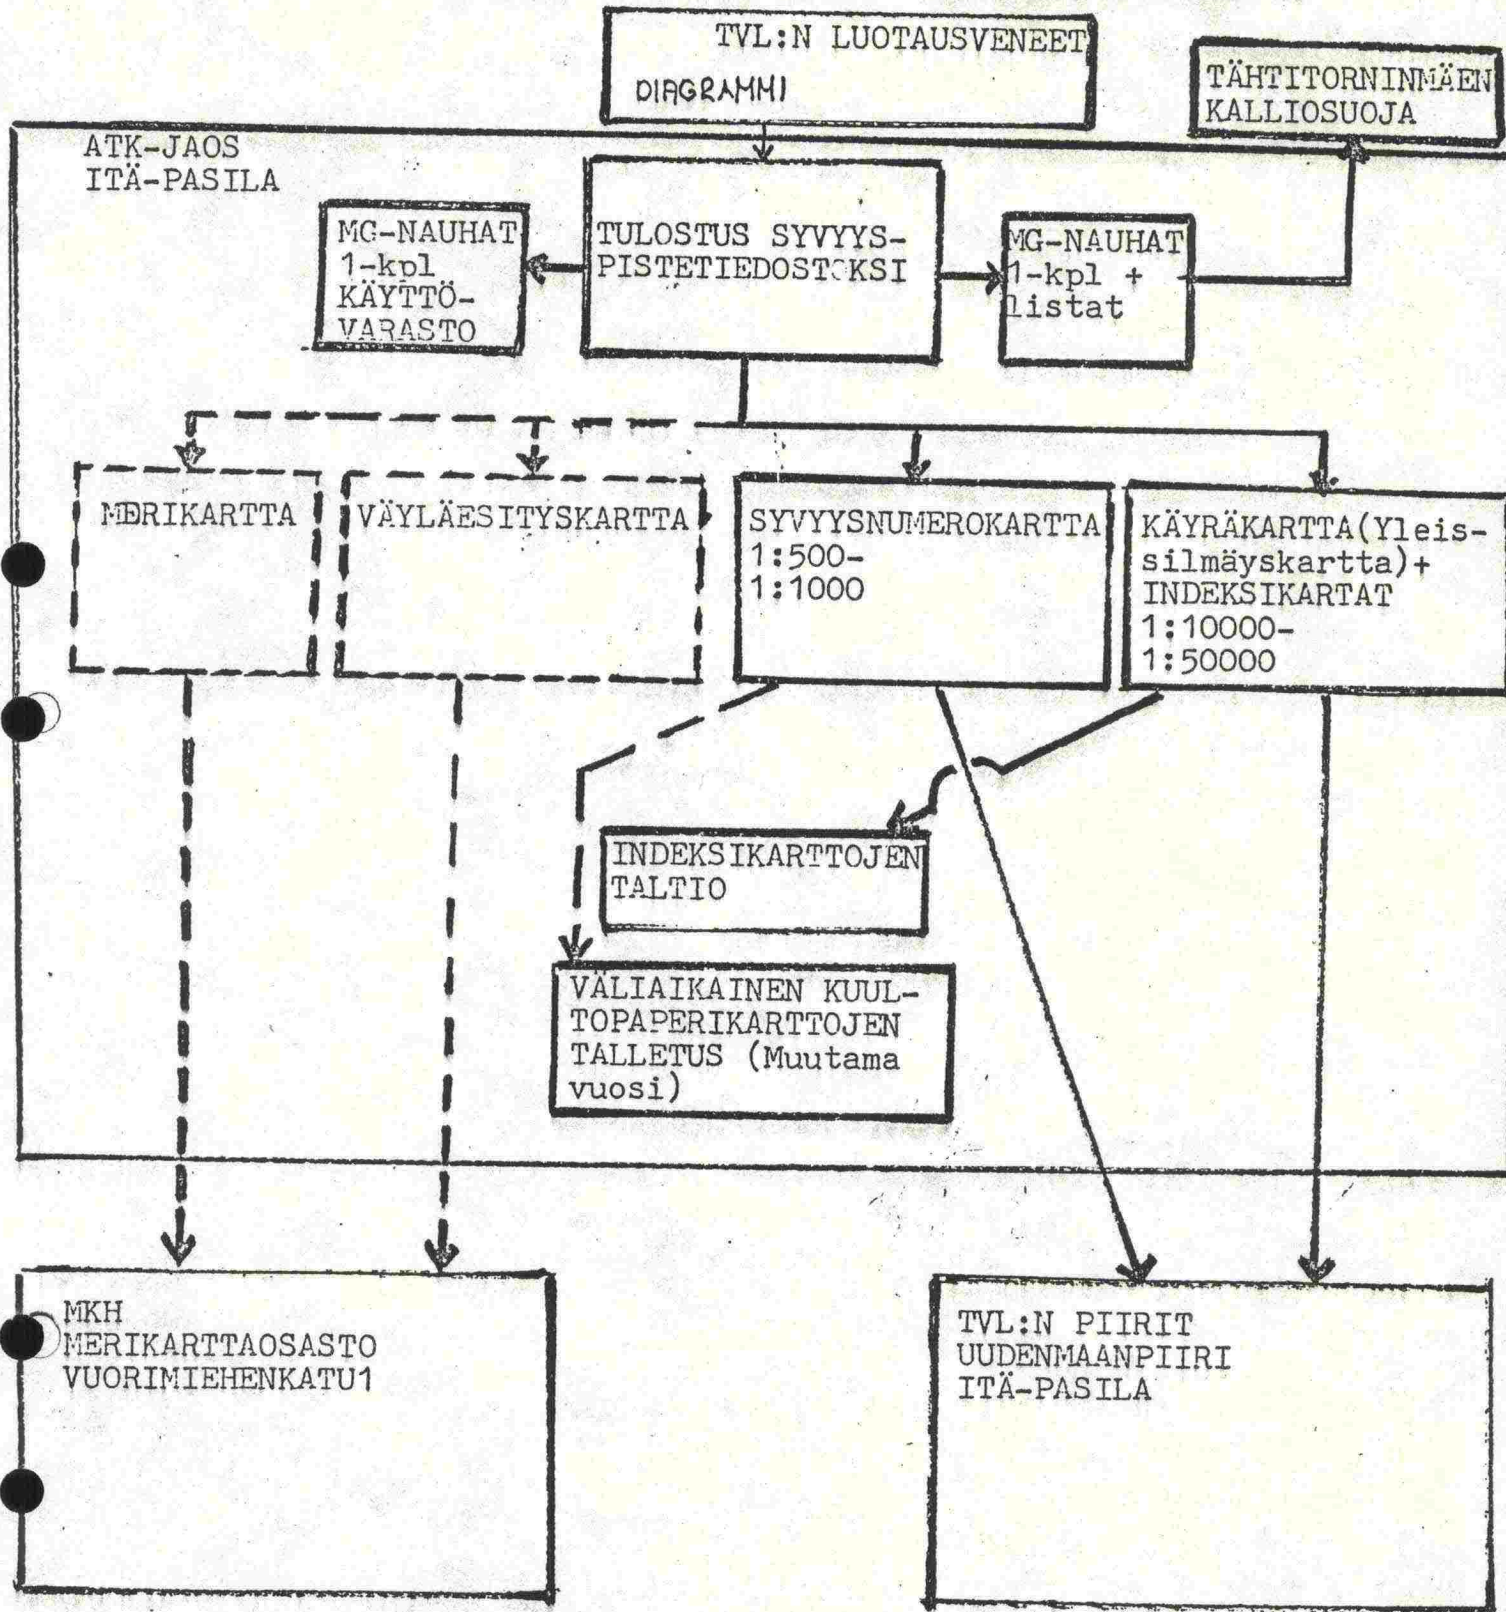 TVL:N LUOTAUSVENEET
DIAGRAMMI
TÄHTITORNINMÄEN
KALLIOSUOJA
ATK-JAOS
ITÄ-PASILA
MG-NAUHAT
1-kpl
KÄYTTÖ-
VARASTO
TULOSTUS SYVYYS-
PISTETIEDOSTOKSI
MG-NAUHAT
1-kpl +
listat
MERIKARTTA
VÄYLÄESITYSKARTTA
SYVYYSNUMEROKARTTA
1:500-
1:1000
KÄYRÄKARTTA(Yleis-
silmäyskartta)+
INDEKSIKARTAT
1:10000-
1:50000
INDEKSIKARTTOJEN
TALTIO
VÄLIAIKAINEN KUUL-
TOPAPERIKARTTOJEN
TALLETUS (Muutama
vuosi)
MKH
MERIKARTTAOSASTO
VUORIMIEHENKATU1
TVL:N PIIRIT
UUDENMAANPIIRI
ITÄ-PASILA